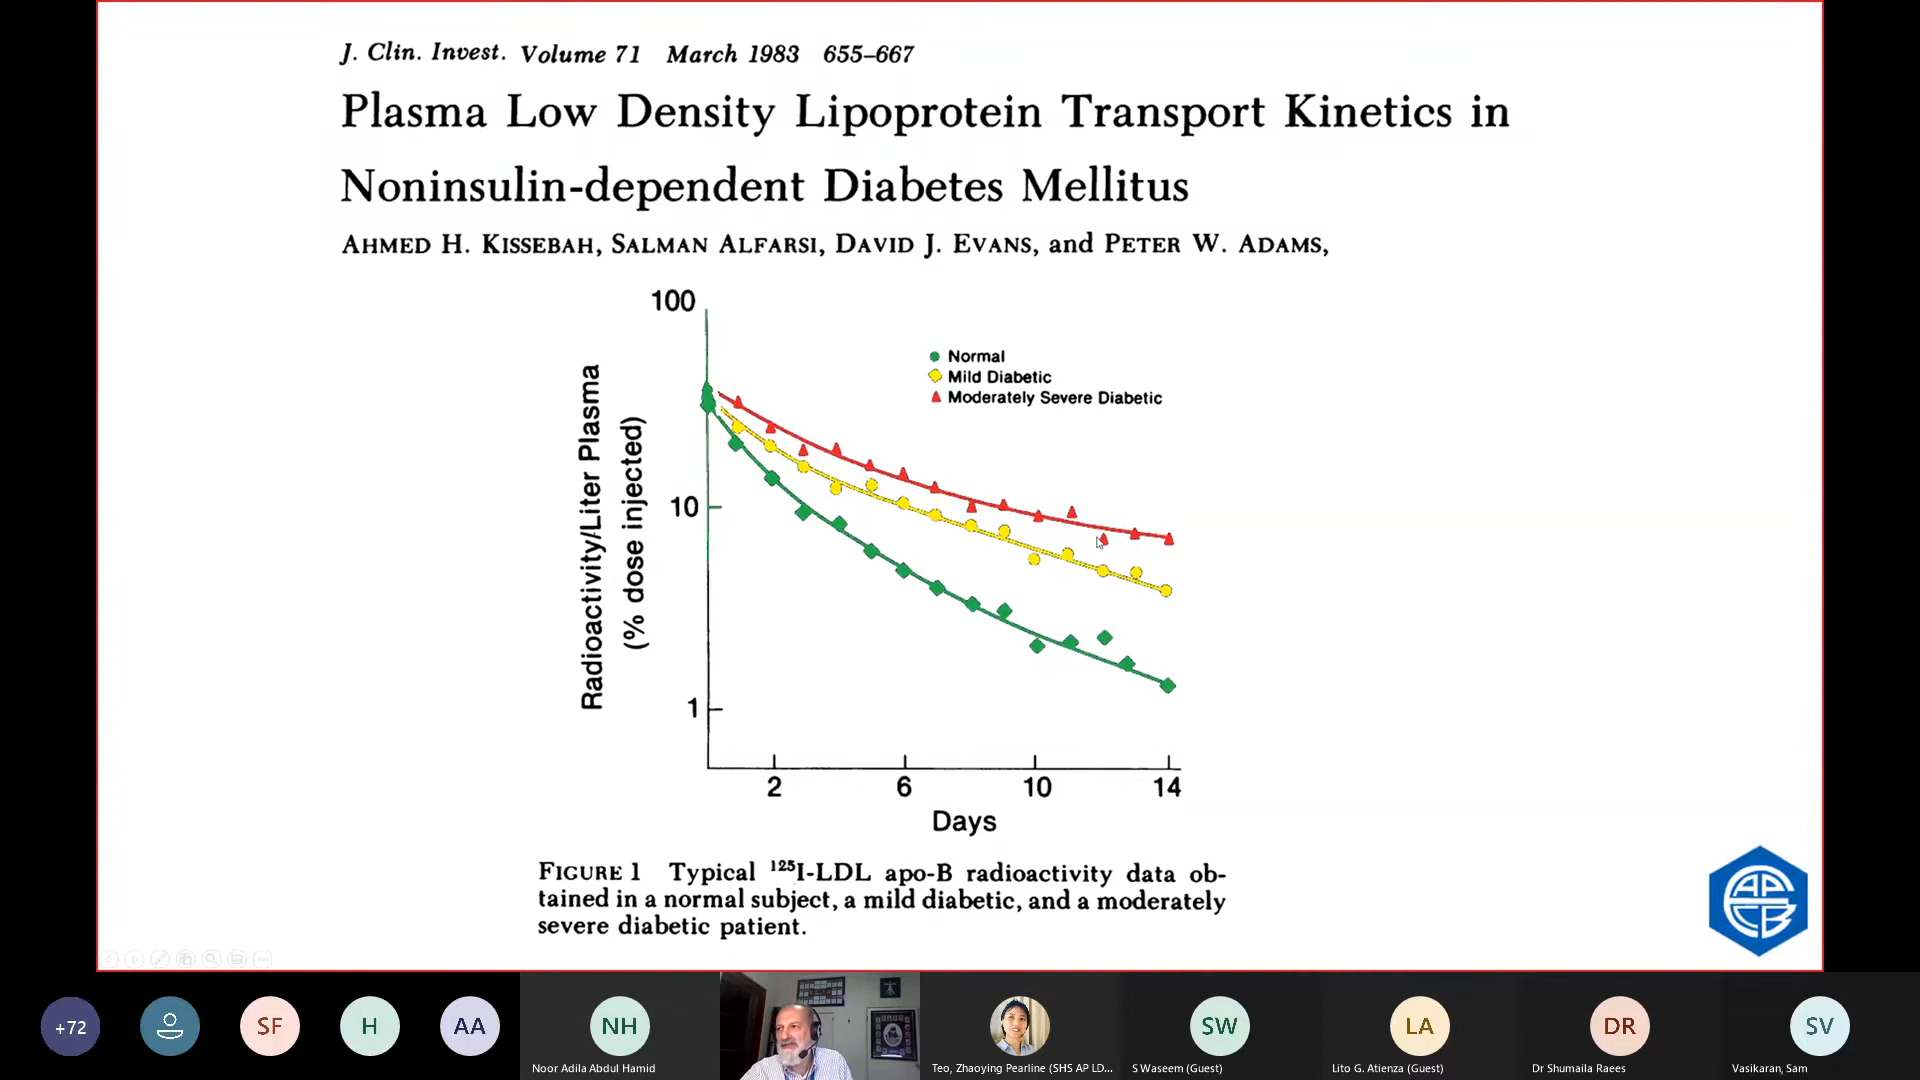 J. Clin. Invest. Volume 71 March 1983 655–667
Plasma Low Density Lipoprotein Transport Kinetics in
Noninsulin-dependent Diabetes Mellitus
AHMED H. KISSEBAH, SALMAN ALFARSI, DAVID J. EVANS, and PETER W. ADAMS,
100
10
1
Radioactivity/Liter Plasma
(% dose injected)
Normal
Mild Diabetic
Moderately Severe Diabetic
2 6 10 14
Days
FIGURE 1 Typical ¹²⁵I-LDL apo-B radioactivity data ob-
tained in a normal subject, a mild diabetic, and a moderately
severe diabetic patient.
APFCB
+72
SF
H
AA
NH
Noor Adila Abdul Hamid
Teo, Zhaoying Pearline (SHS AP LD...
SW
S Waseem (Guest)
LA
Lito G. Atienza (Guest)
DR
Dr Shumaila Raees
SV
Vasikaran, Sam